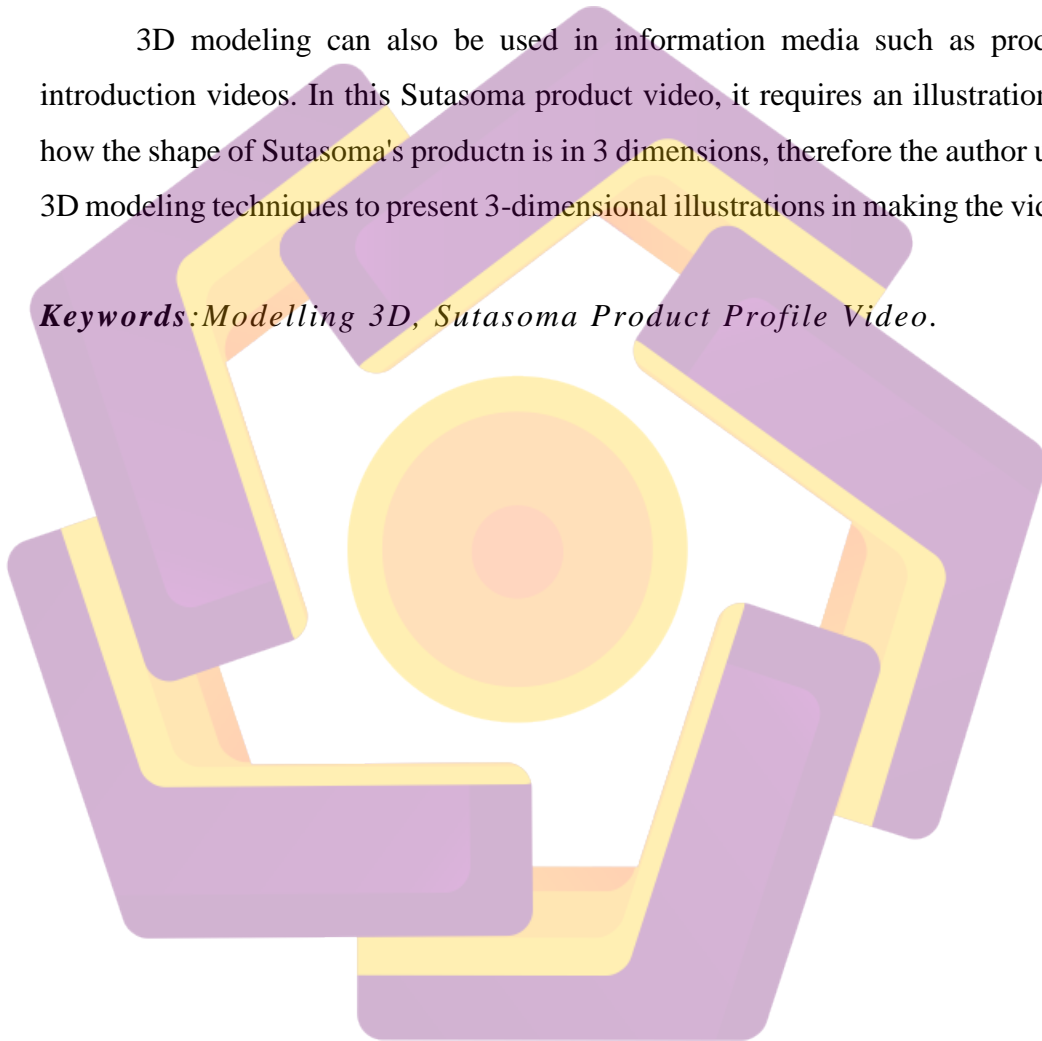 3D modeling can also be used in information media such as prod
introduction videos. In this Sutasoma product video, it requires an illustration
how the shape of Sutasoma's productn is in 3 dimensions, therefore the author u
3D modeling techniques to present 3-dimensional illustrations in making the vid
Keywords:Modelling 3D, Sutasoma Product Profile Video.